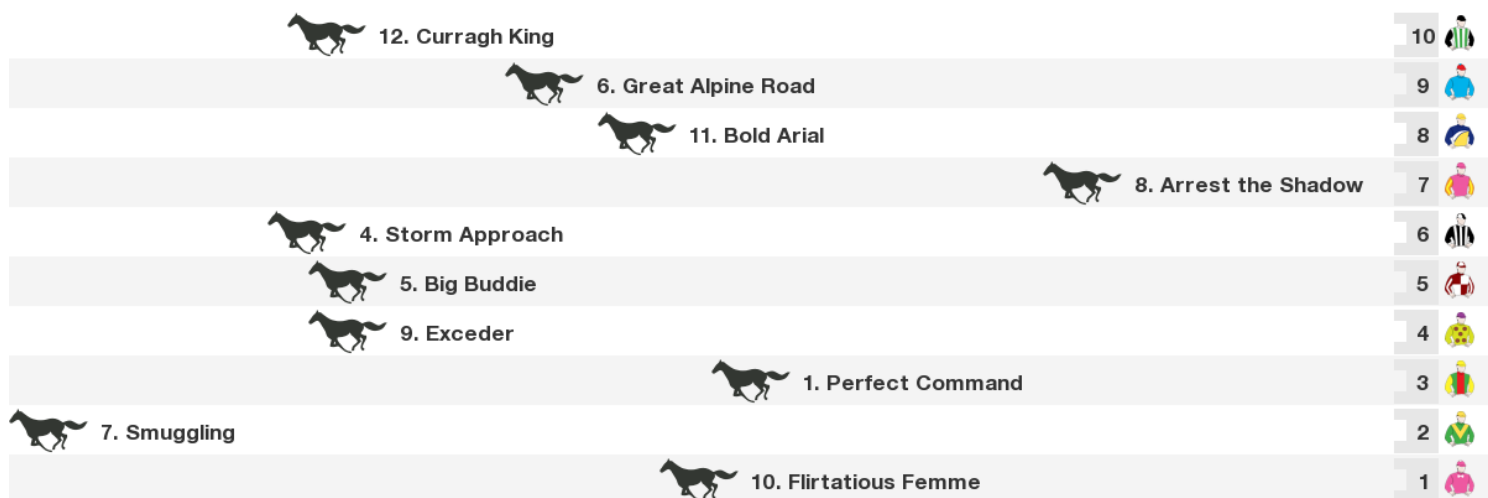 12. Curragh King 10
6. Great Alpine Road 9
11. Bold Arial 8
8. Arrest the Shadow 7
4. Storm Approach 6
5. Big Buddie 5
9. Exceder 4
1. Perfect Command 3
7. Smuggling 2
10. Flirtatious Femme 1